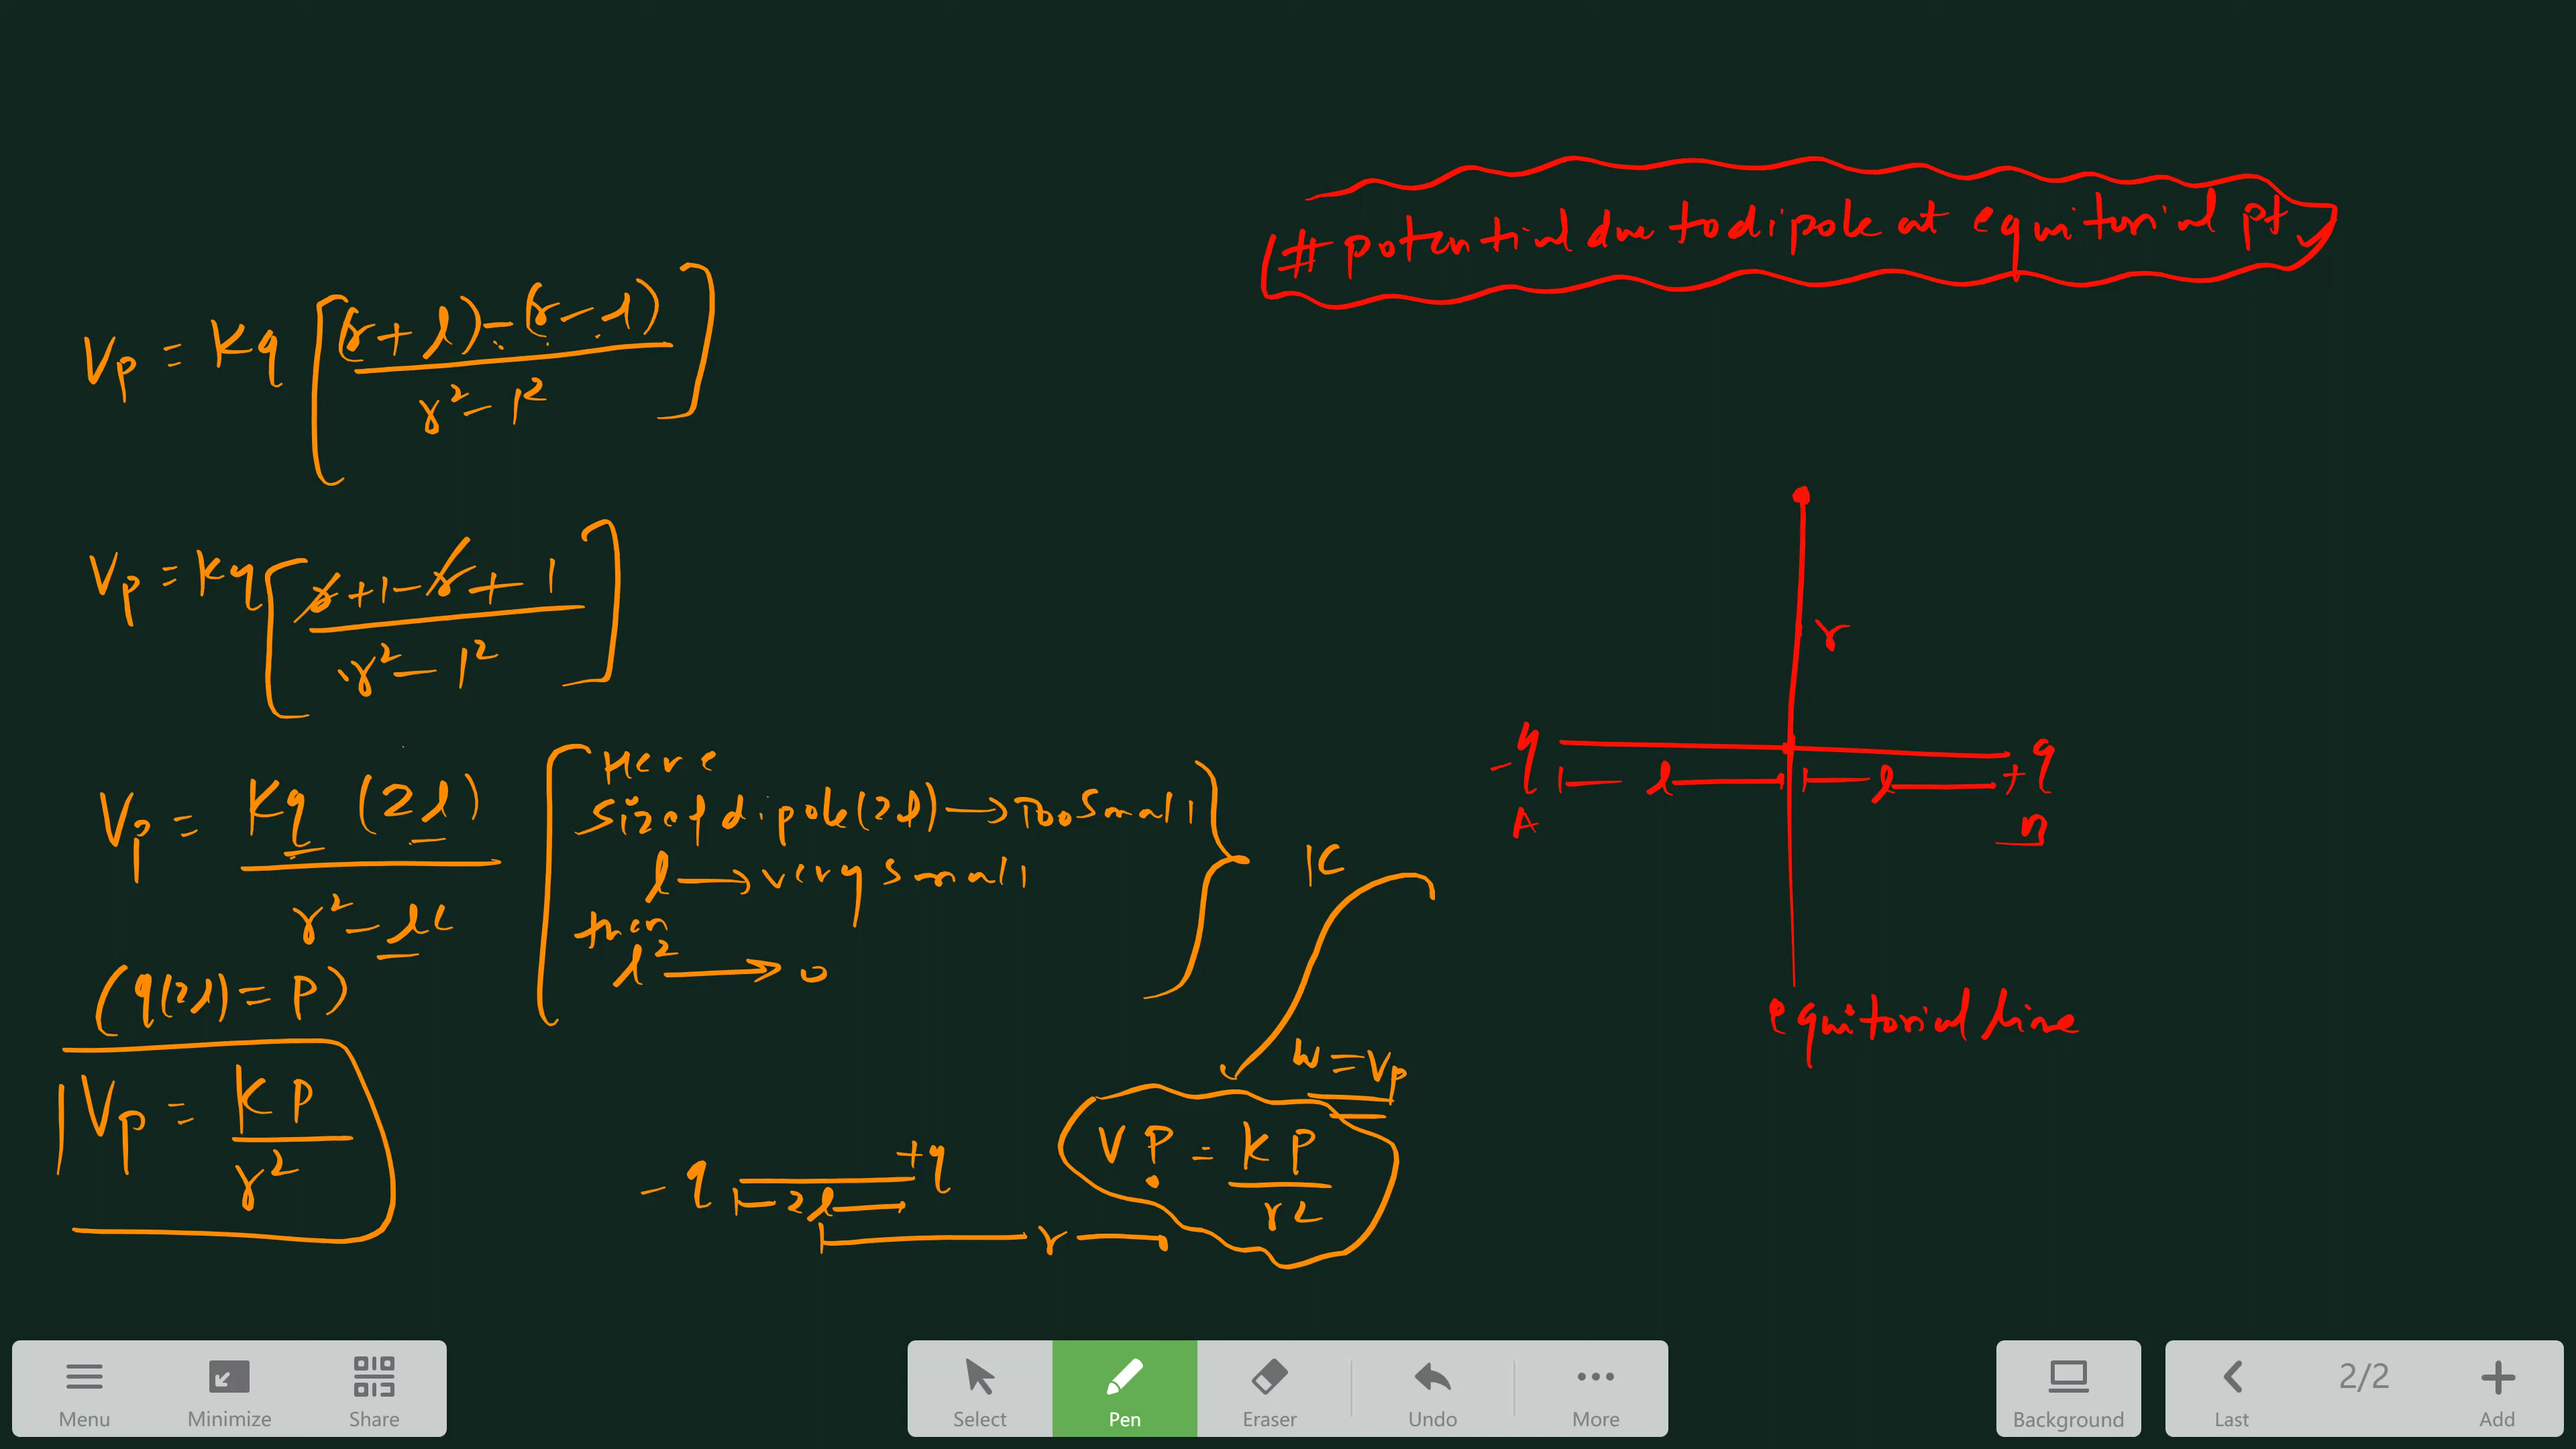 # potential due to dipole at equitorial pt
Vp = Kq [(r+l)-(r-l) / r²-l²]
Vp = Kq [r+l-r+l / r²-l²]
Vp = Kq (2l) / r²-l²
Here
Size of dipole(2l) → Too small
l → very small
then
l² → 0
(q(2l) = P)
Vp = KP / r²
-q +q
2l
r
w = Vp
VP = KP / r²
r
-q l l +q
A
equitorial line
Menu Minimize Share Select Pen Eraser Undo More Background Last 2/2 Add